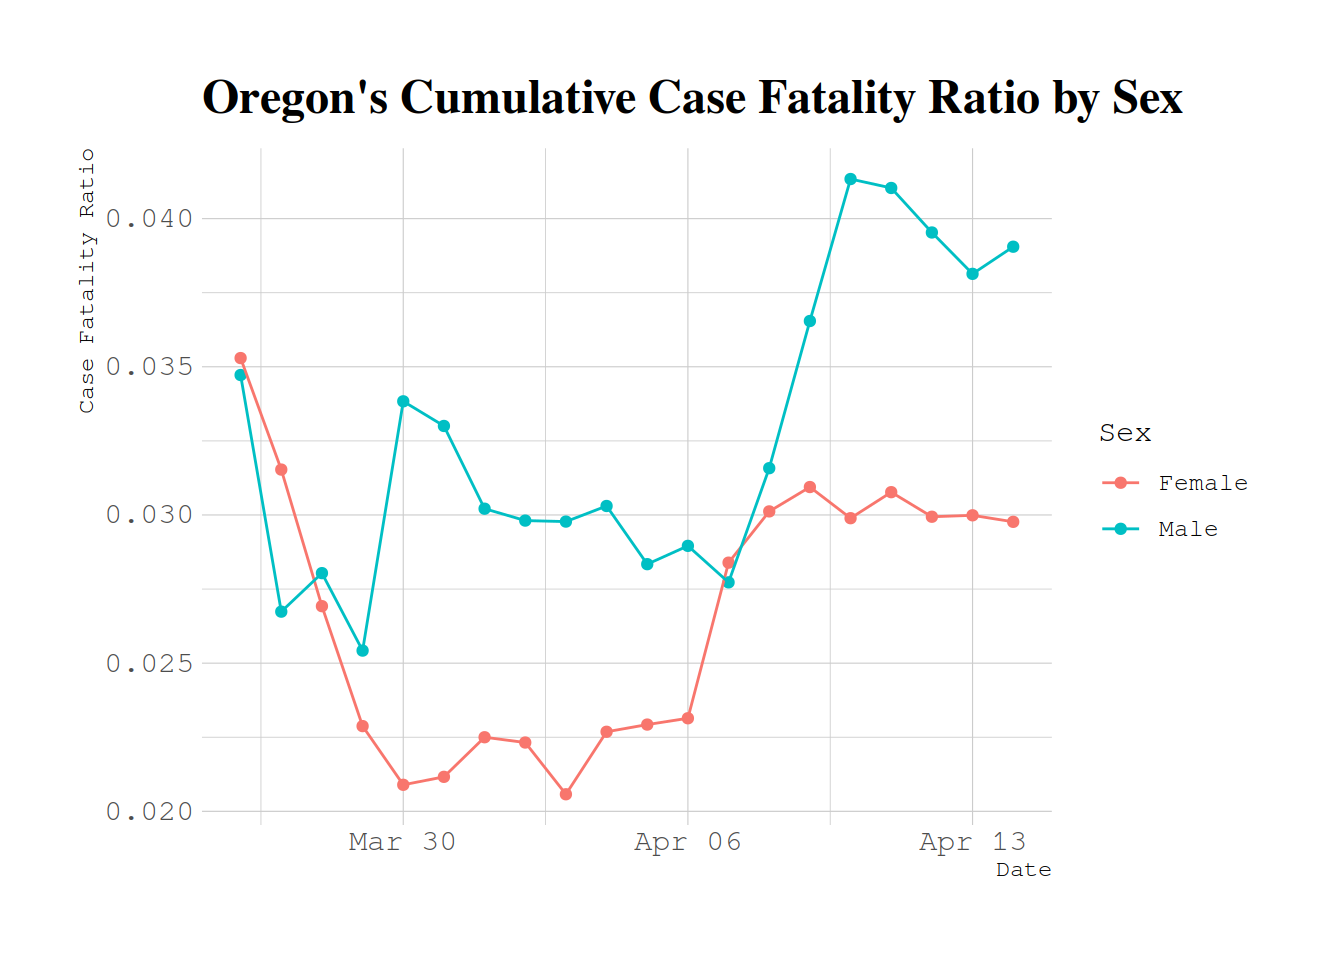 Oregon's Cumulative Case Fatality Ratio by Sex
Case Fatality Ratio
0.040
0.035
0.030
0.025
0.020
Mar 30
Apr 06
Apr 13
Date
Sex
Female
Male